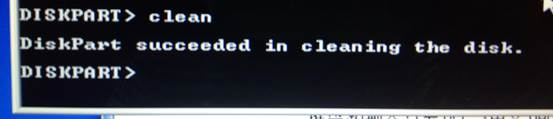 DISKPART> clean
DiskPart succeeded in cleaning the disk.
DISKPART>